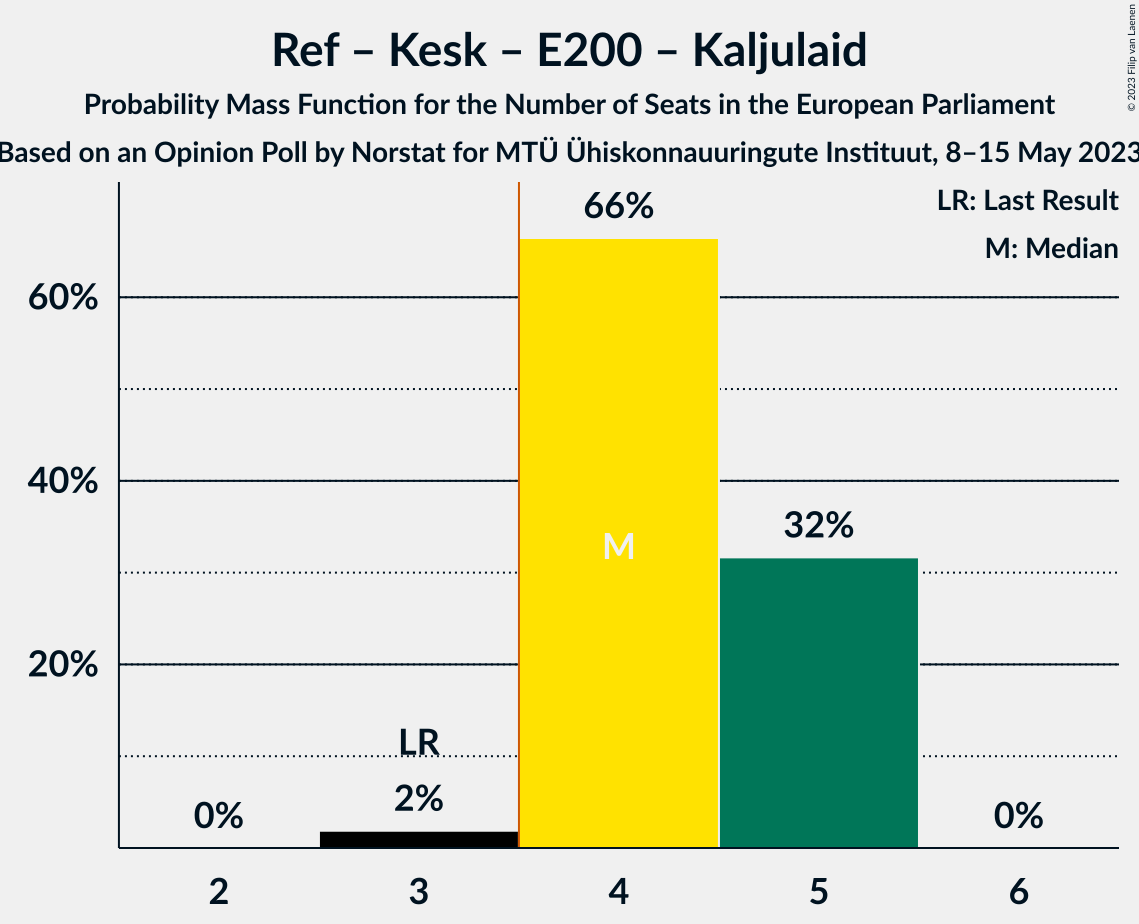 Ref – Kesk – E200 – Kaljulaid
Probability Mass Function for the Number of Seats in the European Parliament
Based on an Opinion Poll by Norstat for MTÜ Ühiskonnauuringute Instituut, 8–15 May 2023
© 2023 Filip van Laenen
LR: Last Result
M: Median
66%
60%
40%
32%
M
20%
LR
2%
0%
0%
2
3
4
5
6